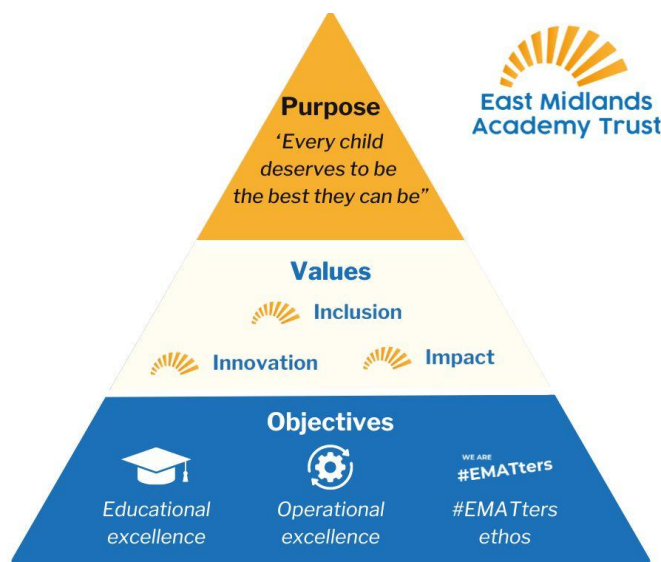 Purpose
‘Every child
deserves to be
the best they can be”
East Midlands
Academy Trust
Values
Inclusion
Innovation
Impact
Objectives
WE ARE
#EMATters
Educational
excellence
Operational
excellence
#EMATters
ethos